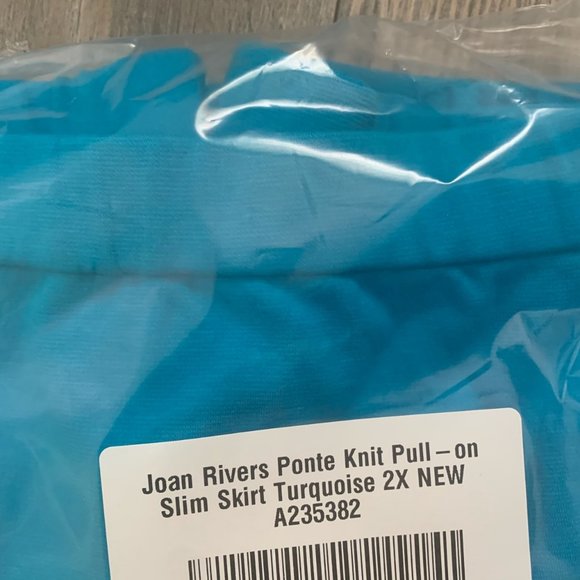 Joan Rivers Ponte Knit Pull-on
Slim Skirt Turquoise 2X NEW
A235382